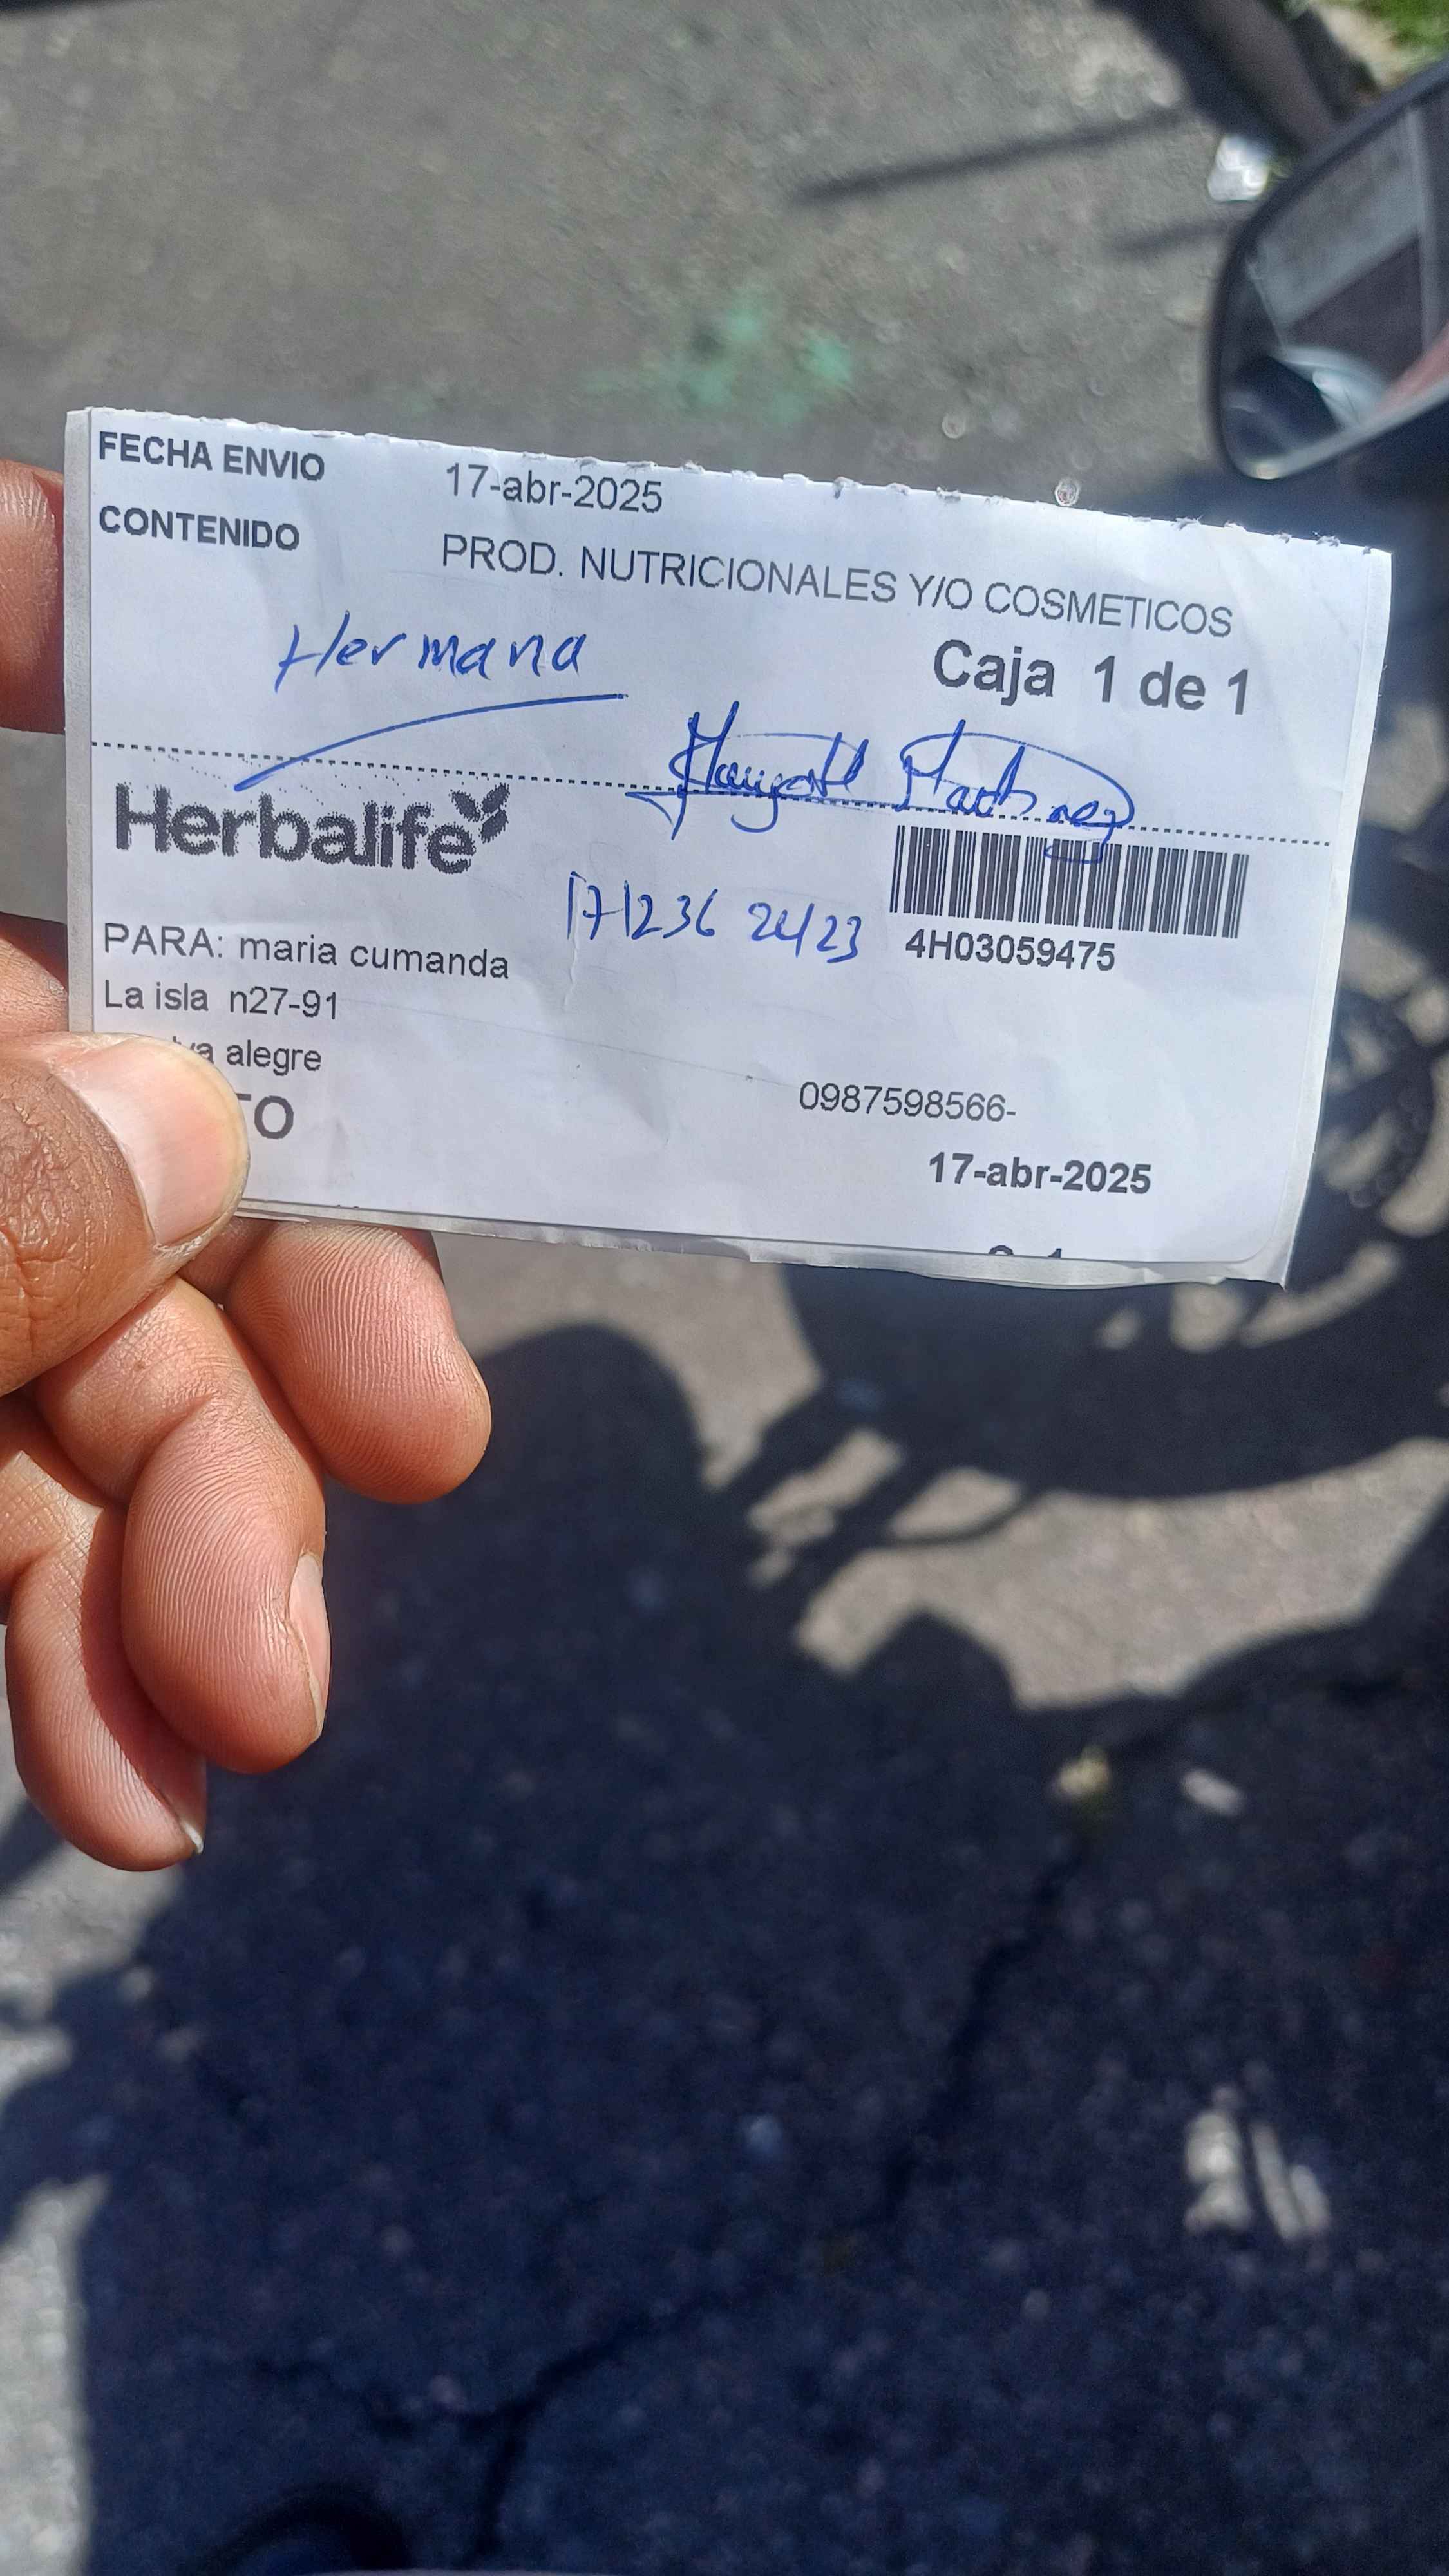 FECHA ENVIO 17-abr-2025
CONTENIDO PROD. NUTRICIONALES Y/O COSMETICOS
Hermana
Caja 1 de 1
Herbalife
4H03059475
PARA: maria cumanda
La isla n27-91
alegre
0987598566-
17-abr-2025